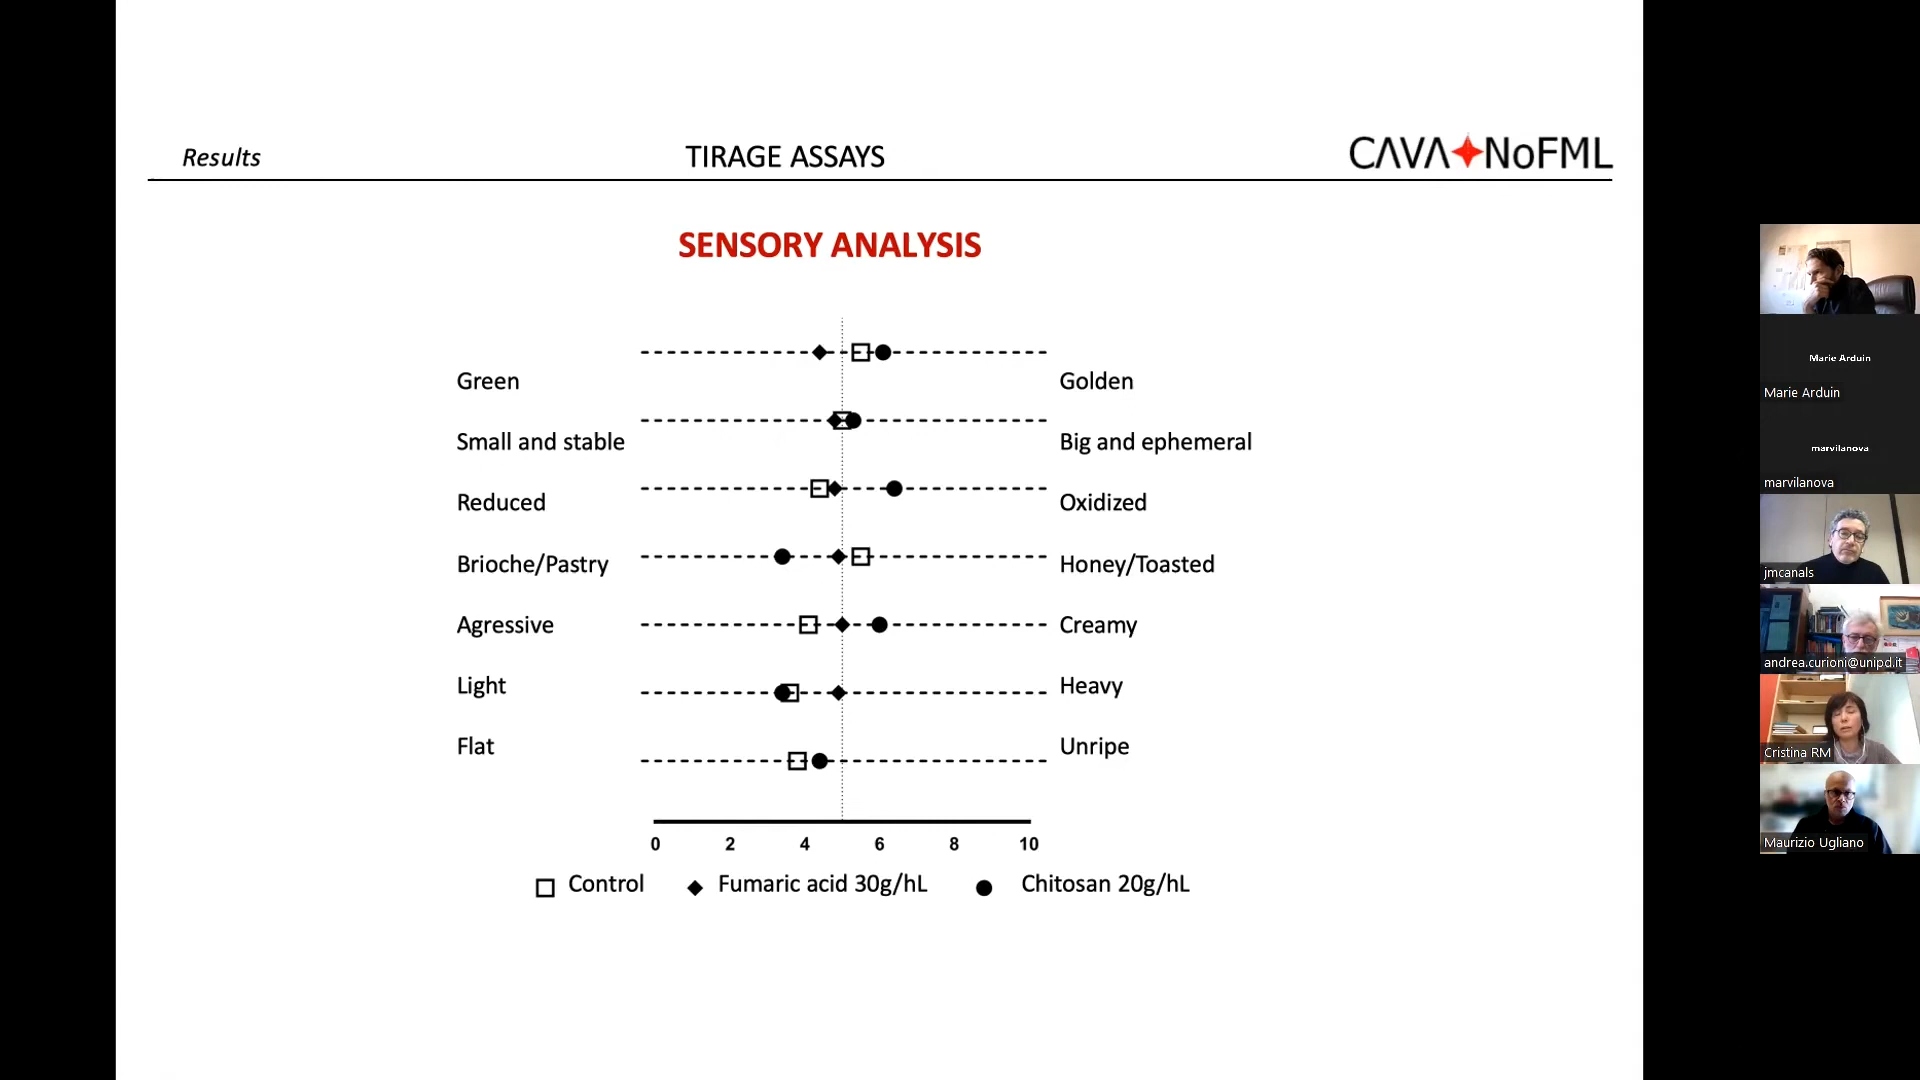 Results
TIRAGE ASSAYS
CAVA NoFML
SENSORY ANALYSIS
Green
Golden
Small and stable
Big and ephemeral
Reduced
Oxidized
Brioche/Pastry
Honey/Toasted
Agressive
Creamy
Light
Heavy
Flat
Unripe
0 2 4 6 8 10
Control Fumaric acid 30g/hL Chitosan 20g/hL
Marie Arduin
Marie Arduin
marvilanova
marvilanova
jmcanals
andrea.curioni@unipd.it
Cristina RM
Maurizio Ugliano